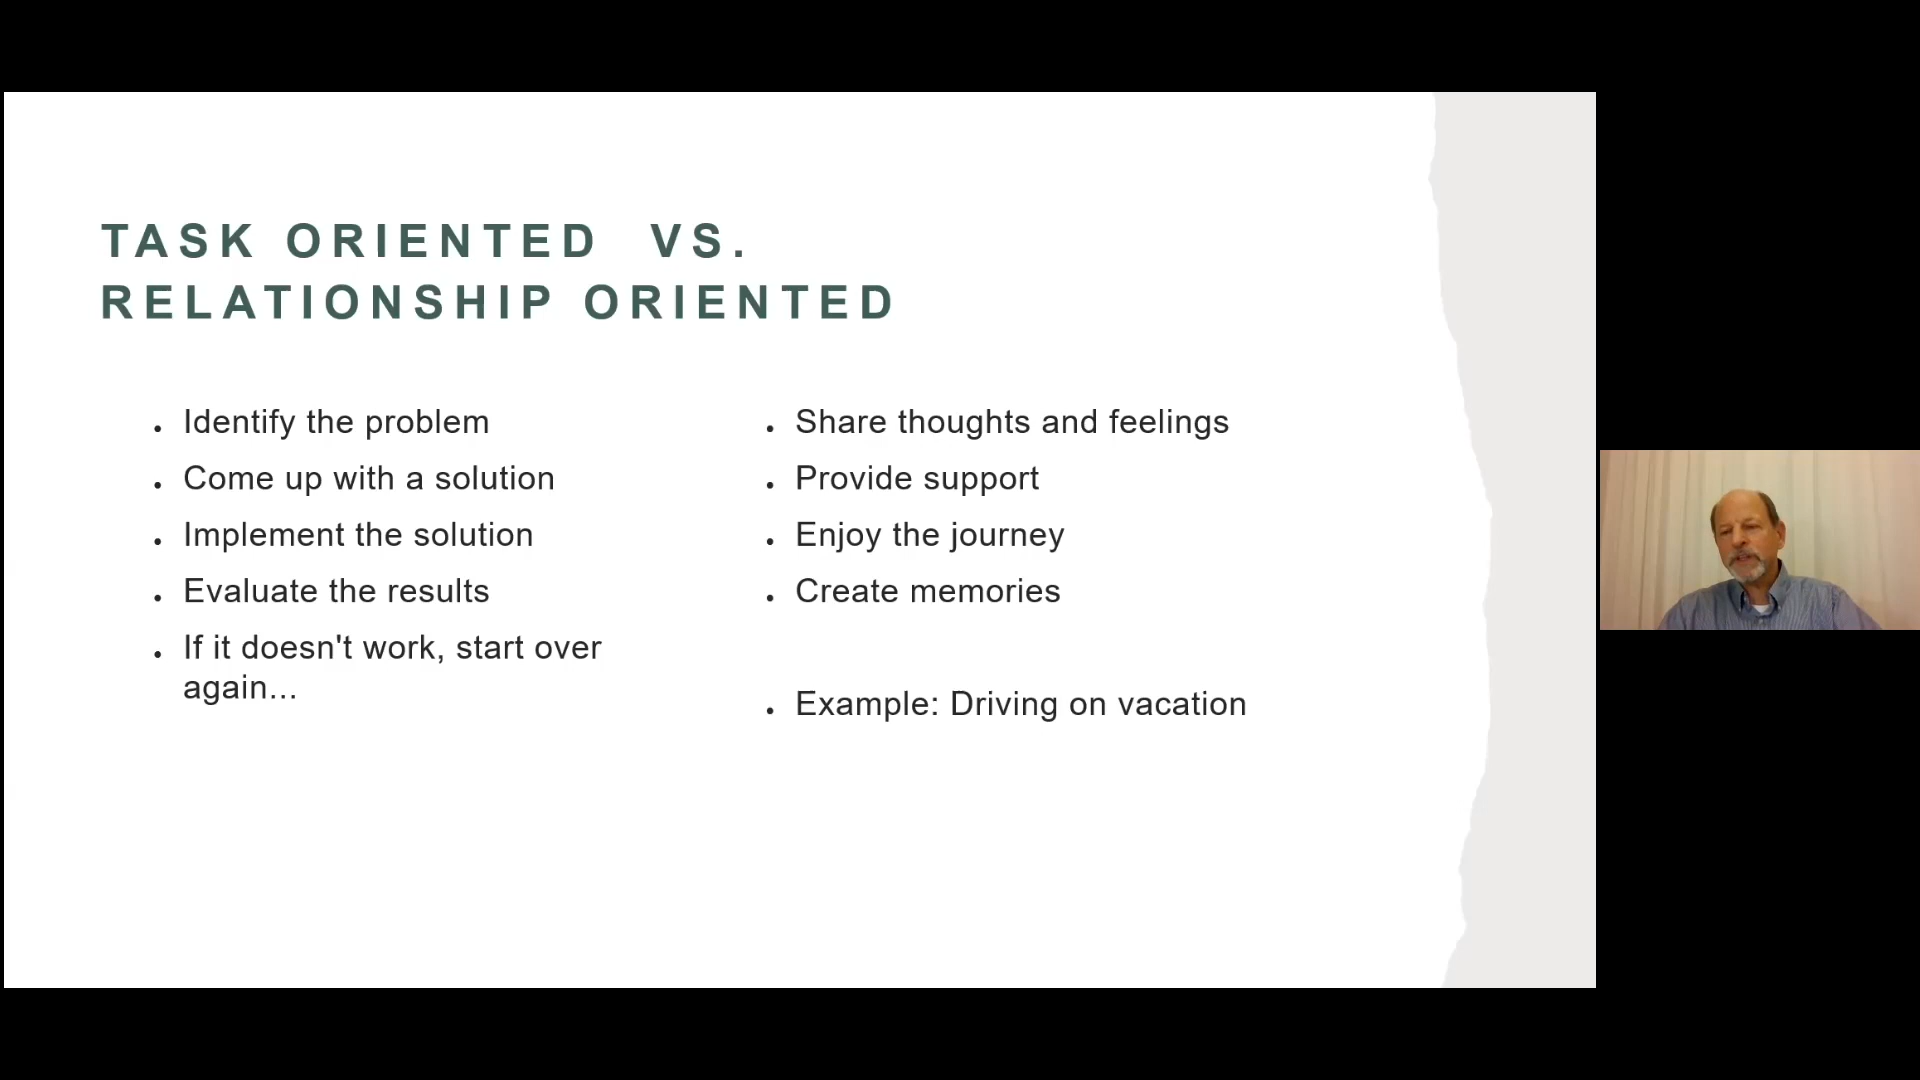 TASK ORIENTED VS.
RELATIONSHIP ORIENTED
Identify the problem
Come up with a solution
Implement the solution
Evaluate the results
If it doesn't work, start over
again...
Share thoughts and feelings
Provide support
Enjoy the journey
Create memories
Example: Driving on vacation